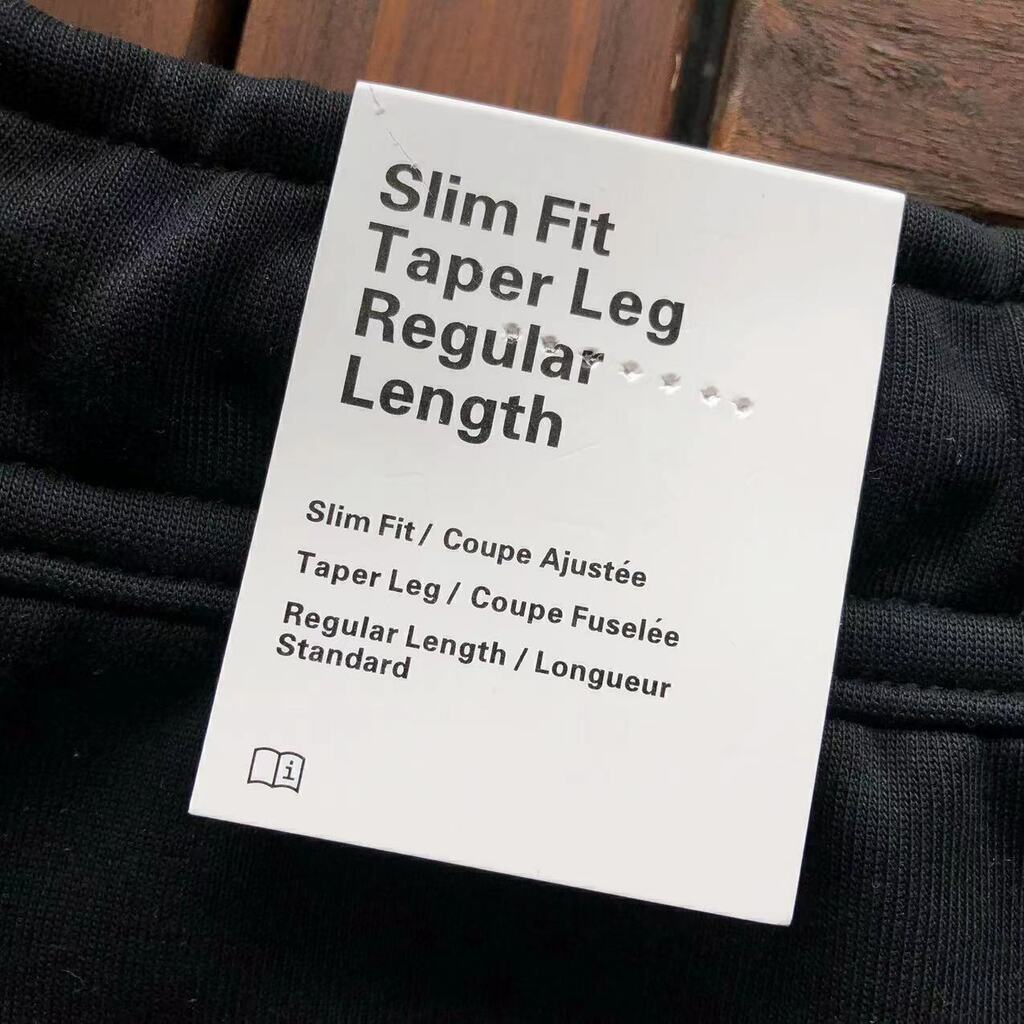 Slim Fit
Taper Leg
Regular
Length
Slim Fit / Coupe Ajustée
Taper Leg / Coupe Fuselée
Regular Length / Longueur
Standard
i